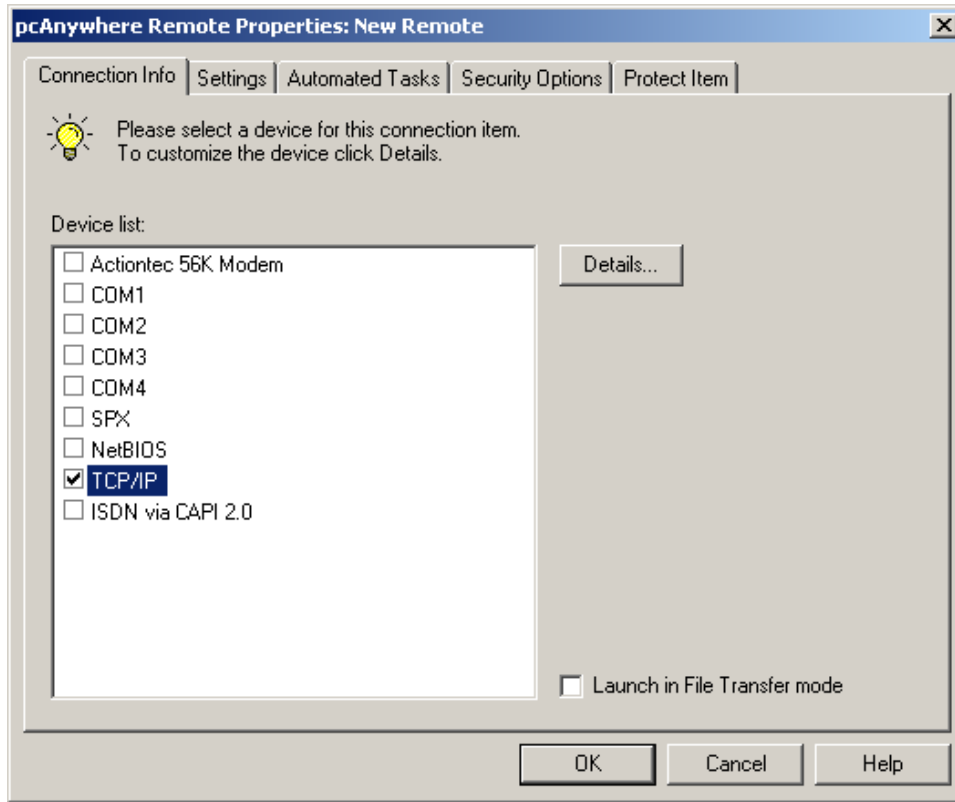 pcAnywhere Remote Properties: New Remote
Connection Info Settings Automated Tasks Security Options Protect Item
Please select a device for this connection item.
To customize the device click Details.
Device list:
Actiontec 56K Modem
Details...
COM1
COM2
COM3
COM4
SPX
NetBIOS
TCP/IP
ISDN via CAPI 2.0
Launch in File Transfer mode
OK Cancel Help